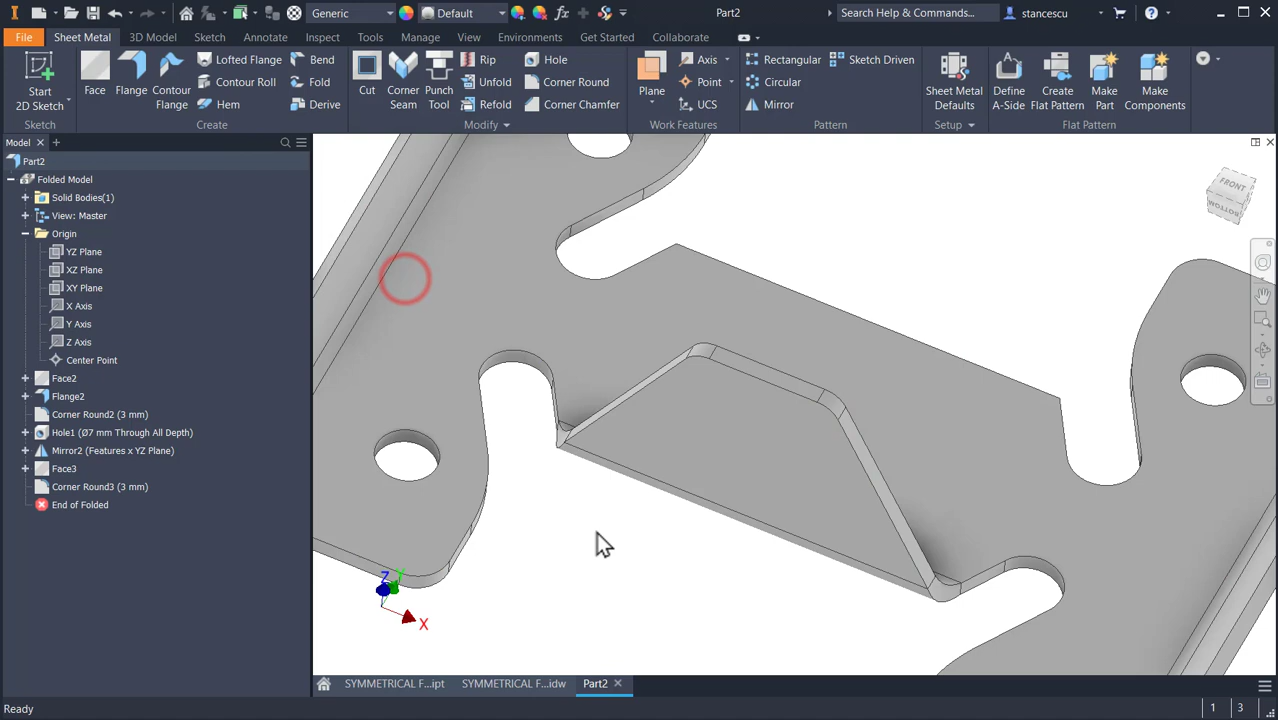 Generic
Default
Part2
Search Help & Commands...
stancescu
File Sheet Metal 3D Model Sketch Annotate Inspect Tools Manage View Environments Get Started Collaborate
Start
2D Sketch
Face
Flange
Contour
Flange
Lofted Flange
Contour Roll
Hem
Bend
Fold
Derive
Cut
Corner
Seam
Punch
Tool
Rip
Unfold
Refold
Hole
Corner Round
Corner Chamfer
Plane
Axis
Point
UCS
Rectangular
Circular
Mirror
Sketch Driven
Sheet Metal
Defaults
Define
A-Side
Create
Flat Pattern
Make
Part
Make
Components
Sketch Create Modify Work Features Pattern Setup Flat Pattern
Model
Part2
Folded Model
Solid Bodies(1)
View: Master
Origin
YZ Plane
XZ Plane
XY Plane
X Axis
Y Axis
Z Axis
Center Point
Face2
Flange2
Corner Round2 (3 mm)
Hole1 (Ø7 mm Through All Depth)
Mirror2 (Features x YZ Plane)
Face3
Corner Round3 (3 mm)
End of Folded
FRONT
BOTTOM
Z
Y
X
SYMMETRICAL F...ipt SYMMETRICAL F...idw Part2
Ready
1 3